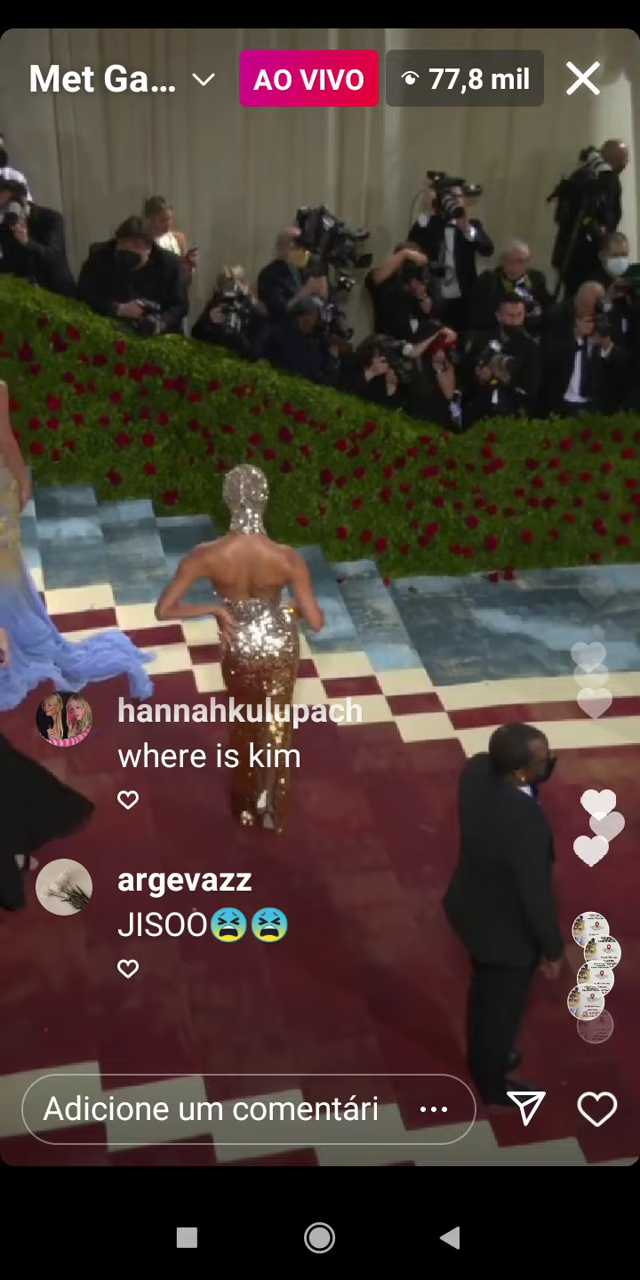 Met Ga...
AO VIVO
77,8 mil
hannahkulupach
where is kim
argevazz
JISOO😫😫
Adicione um comentári